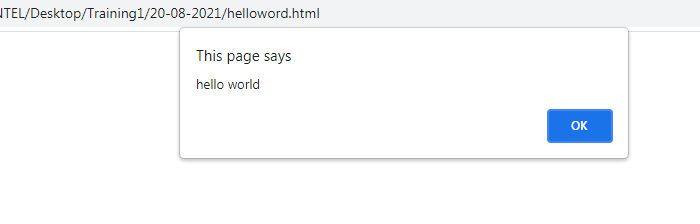 NTEL/Desktop/Training1/20-08-2021/helloword.html
This page says
hello world
OK